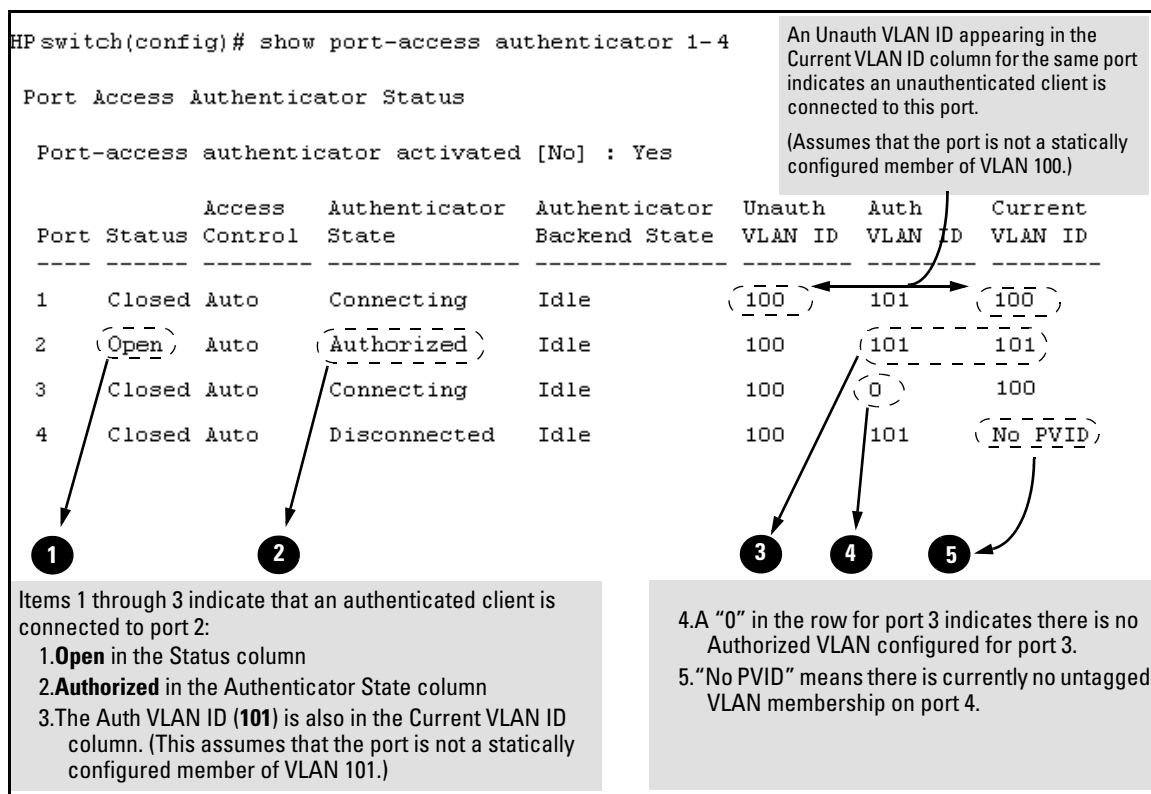 HP switch(config)# show port-access authenticator 1-4
An Unauth VLAN ID appearing in the
Current VLAN ID column for the same port
indicates an unauthenticated client is
connected to this port.
(Assumes that the port is not a statically
configured member of VLAN 100.)
Port Access Authenticator Status
Port-access authenticator activated [No] : Yes
Access Authenticator Authenticator Unauth Auth Current
Port Status Control State Backend State VLAN ID VLAN ID VLAN ID
---- ------ -------- -------------- -------------- -------- -------- --------
1 Closed Auto Connecting Idle 100 101 100
2 Open Auto Authorized Idle 100 101 101
3 Closed Auto Connecting Idle 100 0 100
4 Closed Auto Disconnected Idle 100 101 No PVID
1 2 3 4 5
Items 1 through 3 indicate that an authenticated client is
connected to port 2:
1.Open in the Status column
2.Authorized in the Authenticator State column
3.The Auth VLAN ID (101) is also in the Current VLAN ID
column. (This assumes that the port is not a statically
configured member of VLAN 101.)
4.A “0” in the row for port 3 indicates there is no
Authorized VLAN configured for port 3.
5.“No PVID” means there is currently no untagged
VLAN membership on port 4.